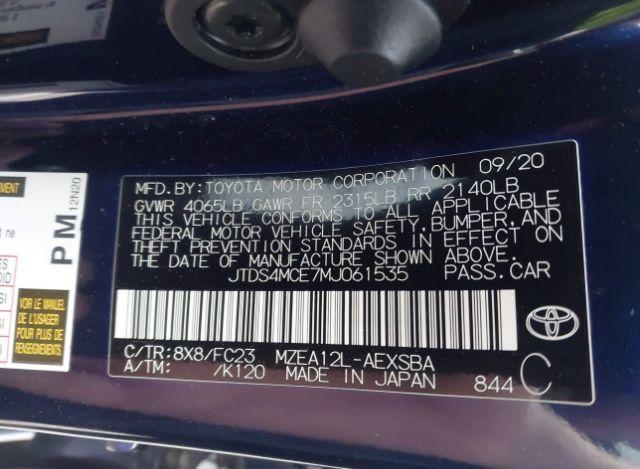 MFD. BY: TOYOTA MOTOR CORPORATION 09/20
GVWR 4065LB GAWR FR 2315LB RR 2140LB
THIS VEHICLE CONFORMS TO ALL APPLICABLE
FEDERAL MOTOR VEHICLE SAFETY, BUMPER, AND
THEFT PREVENTION STANDARDS IN EFFECT ON
THE DATE OF MANUFACTURE SHOWN ABOVE.
JTDS4MCE7MJ061535 PASS.CAR
C/TR: 8X8/FC23 MZEA12L-AEXSBA
A/TM: /K120 MADE IN JAPAN 844 C
TOYOTA
PM
12N20
VOIR LE MANUEL
DE L'USAGER
POUR PLUS DE